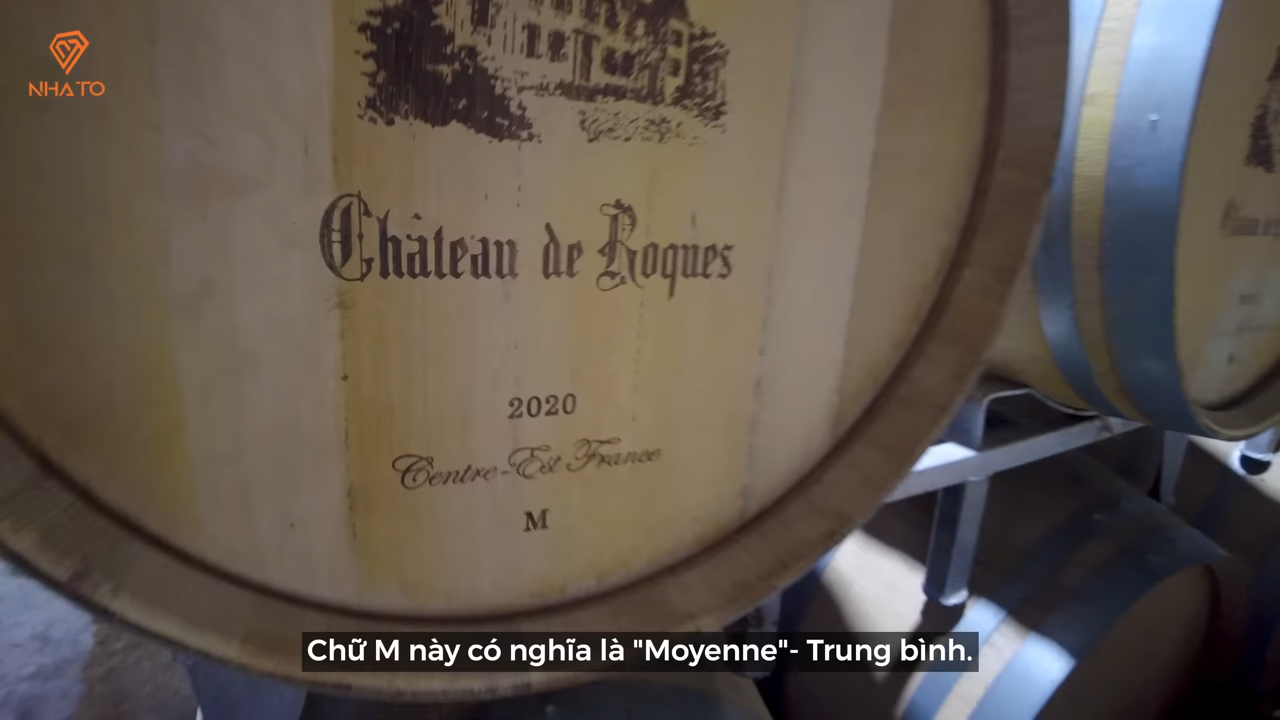 NHATO
Château de Roques
2020
Centre-Est France
M
Chữ M này có nghĩa là "Moyenne"- Trung bình.